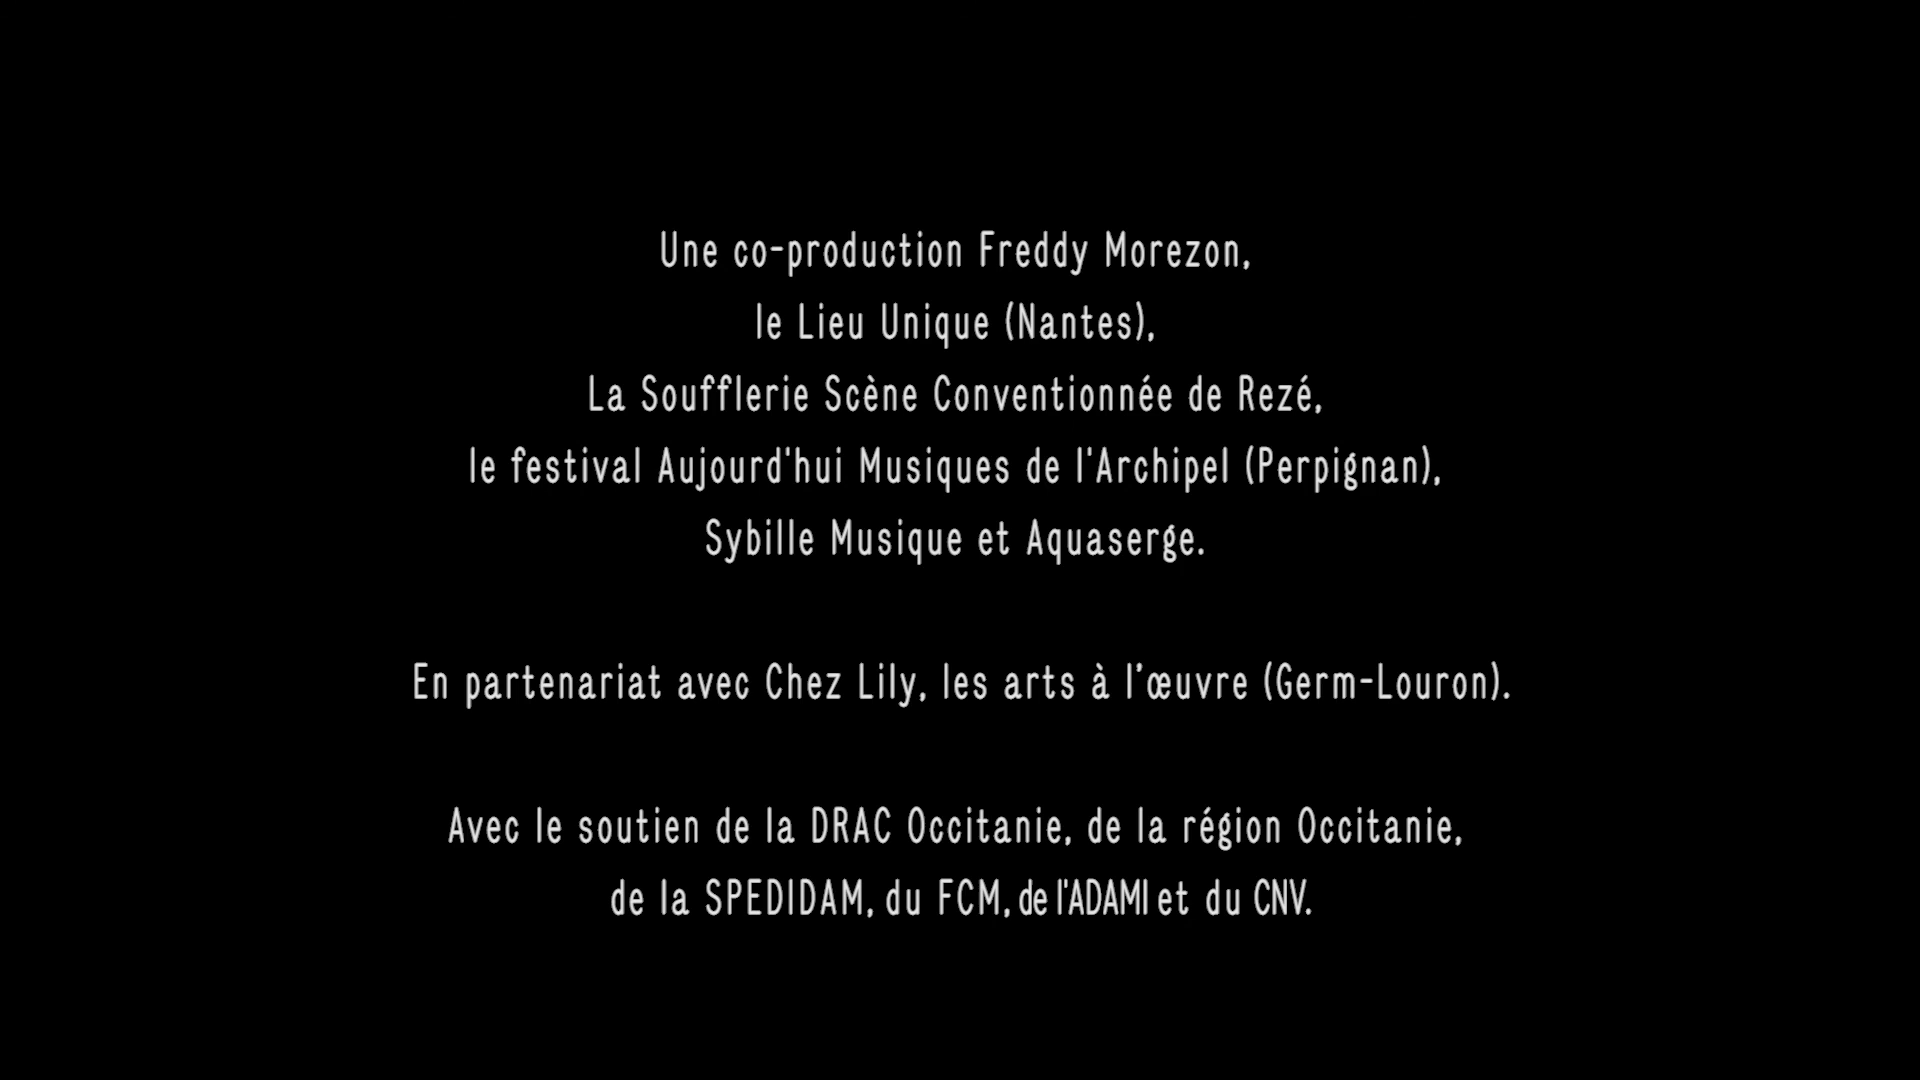 Une co-production Freddy Morezon,
le Lieu Unique (Nantes),
La Soufflerie Scène Conventionnée de Rezé,
le festival Aujourd'hui Musiques de l'Archipel (Perpignan),
Sybille Musique et Aquaserge.
En partenariat avec Chez Lily, les arts à l’œuvre (Germ-Louron).
Avec le soutien de la DRAC Occitanie, de la région Occitanie,
de la SPEDIDAM, du FCM, de l'ADAMI et du CNV.